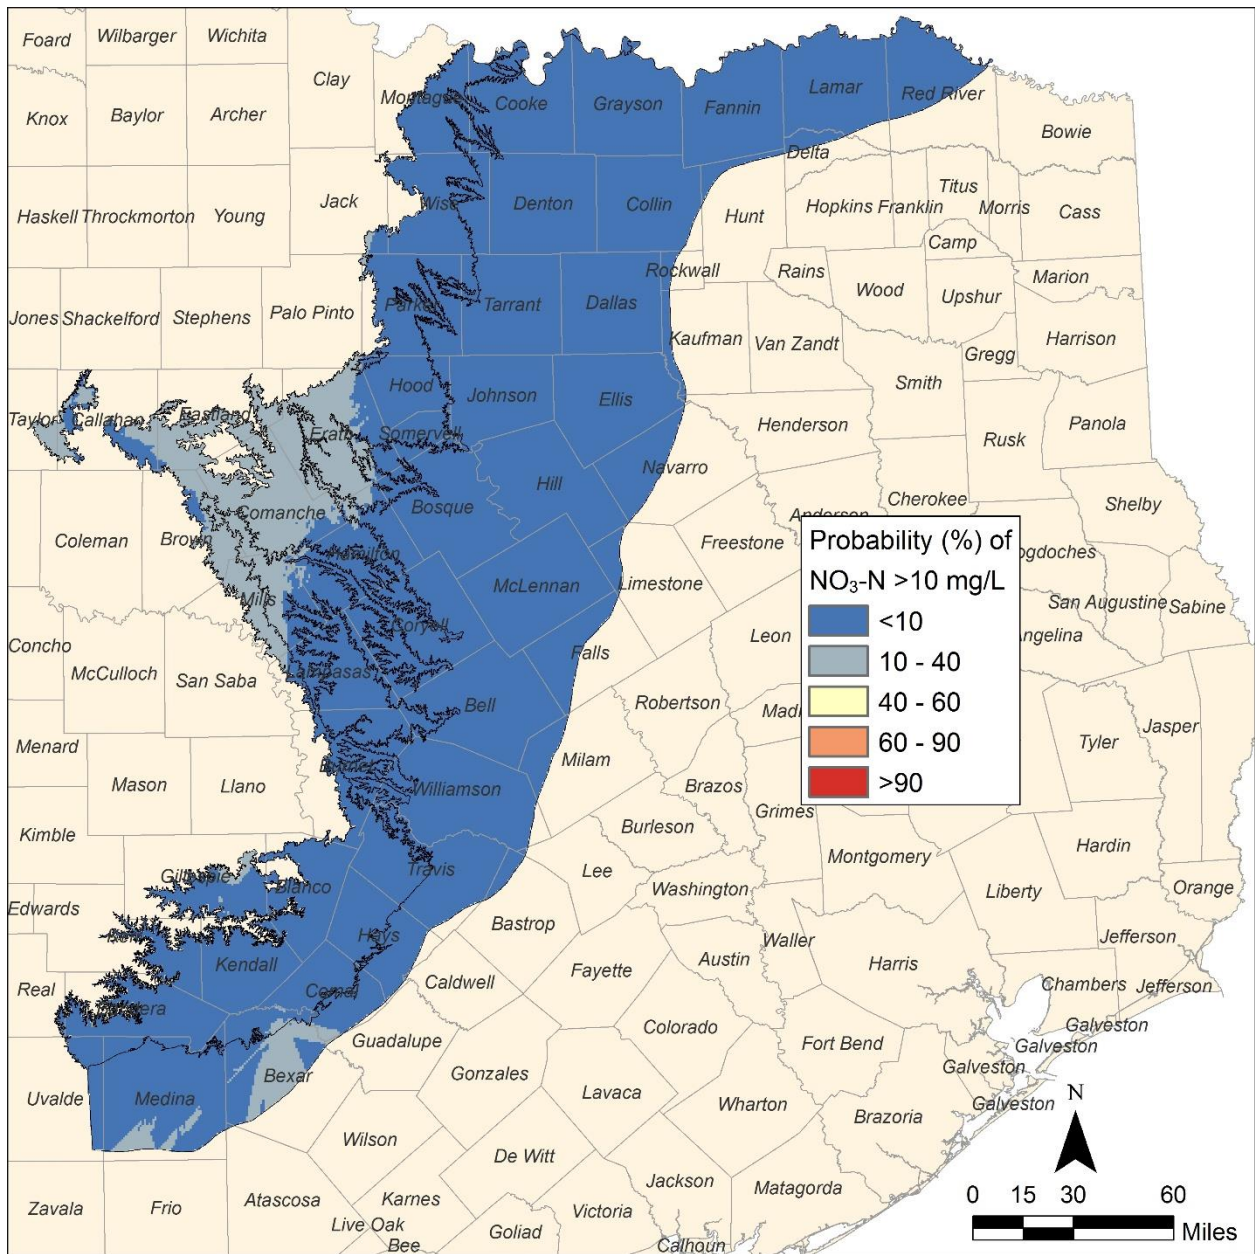 Foard
Wilbarger
Wichita
Clay
Montague
Cooke
Grayson
Fannin
Lamar
Red River
Knox
Baylor
Archer
Bowie
Delta
Haskell
Throckmorton
Young
Jack
Wise
Denton
Collin
Hunt
Hopkins
Franklin
Titus
Morris
Cass
Camp
Rockwall
Rains
Wood
Upshur
Marion
Jones
Shackelford
Stephens
Palo Pinto
Parker
Tarrant
Dallas
Kaufman
Van Zandt
Gregg
Harrison
Smith
Taylor
Callahan
Eastland
Erath
Hood
Johnson
Ellis
Somervell
Henderson
Rusk
Panola
Navarro
Hill
Bosque
Cherokee
Shelby
Anderson
Comanche
Coleman
Brown
Hamilton
McLennan
Freestone
Limestone
Probability (%) of
NO₃-N >10 mg/L
<10
10 - 40
40 - 60
60 - 90
>90
ogdoches
San Augustine
Sabine
Angelina
Mills
Coryell
Leon
Falls
Concho
McCulloch
San Saba
Lampasas
Bell
Robertson
Madi
Jasper
Tyler
Menard
Mason
Llano
Milam
Williamson
Brazos
Grimes
Kimble
Burleson
Montgomery
Hardin
Gillespie
Blanco
Travis
Lee
Washington
Liberty
Orange
Edwards
Bastrop
Hays
Kendall
Waller
Austin
Harris
Jefferson
Real
Comal
Caldwell
Fayette
Chambers
Jefferson
Colorado
Galveston
Guadalupe
Fort Bend
Galveston
Uvalde
Medina
Bexar
Gonzales
Lavaca
Wharton
Galveston
Galveston
Brazoria
Wilson
De Witt
Jackson
Matagorda
Zavala
Frio
Atascosa
Karnes
Live Oak
Bee
Goliad
Victoria
Calhoun
N
0 15 30 60
Miles